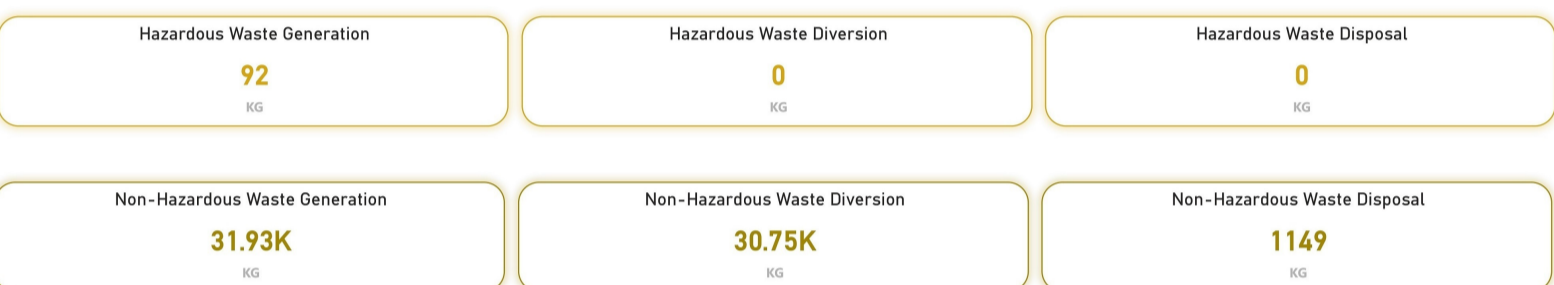 Hazardous Waste Generation
92
KG
Hazardous Waste Diversion
0
KG
Hazardous Waste Disposal
0
KG
Non-Hazardous Waste Generation
31.93K
KG
Non-Hazardous Waste Diversion
30.75K
KG
Non-Hazardous Waste Disposal
1149
KG